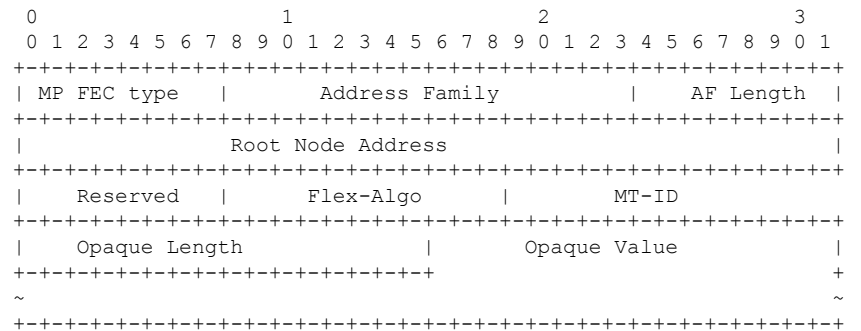 0                   1                   2                   3
 0 1 2 3 4 5 6 7 8 9 0 1 2 3 4 5 6 7 8 9 0 1 2 3 4 5 6 7 8 9 0 1
+-+-+-+-+-+-+-+-+-+-+-+-+-+-+-+-+-+-+-+-+-+-+-+-+-+-+-+-+-+-+-+-+
| MP FEC type   |       Address Family          |    AF Length  |
+-+-+-+-+-+-+-+-+-+-+-+-+-+-+-+-+-+-+-+-+-+-+-+-+-+-+-+-+-+-+-+-+
|                Root Node Address                              |
+-+-+-+-+-+-+-+-+-+-+-+-+-+-+-+-+-+-+-+-+-+-+-+-+-+-+-+-+-+-+-+-+
|    Reserved   |      Flex-Algo      |        MT-ID
+-+-+-+-+-+-+-+-+-+-+-+-+-+-+-+-+-+-+-+-+-+-+-+-+-+-+-+-+-+-+-+-+
|    Opaque Length              |       Opaque Value            |
+-+-+-+-+-+-+-+-+-+-+-+-+-+-+-+-+                               +
~                                                               ~
+-+-+-+-+-+-+-+-+-+-+-+-+-+-+-+-+-+-+-+-+-+-+-+-+-+-+-+-+-+-+-+-+